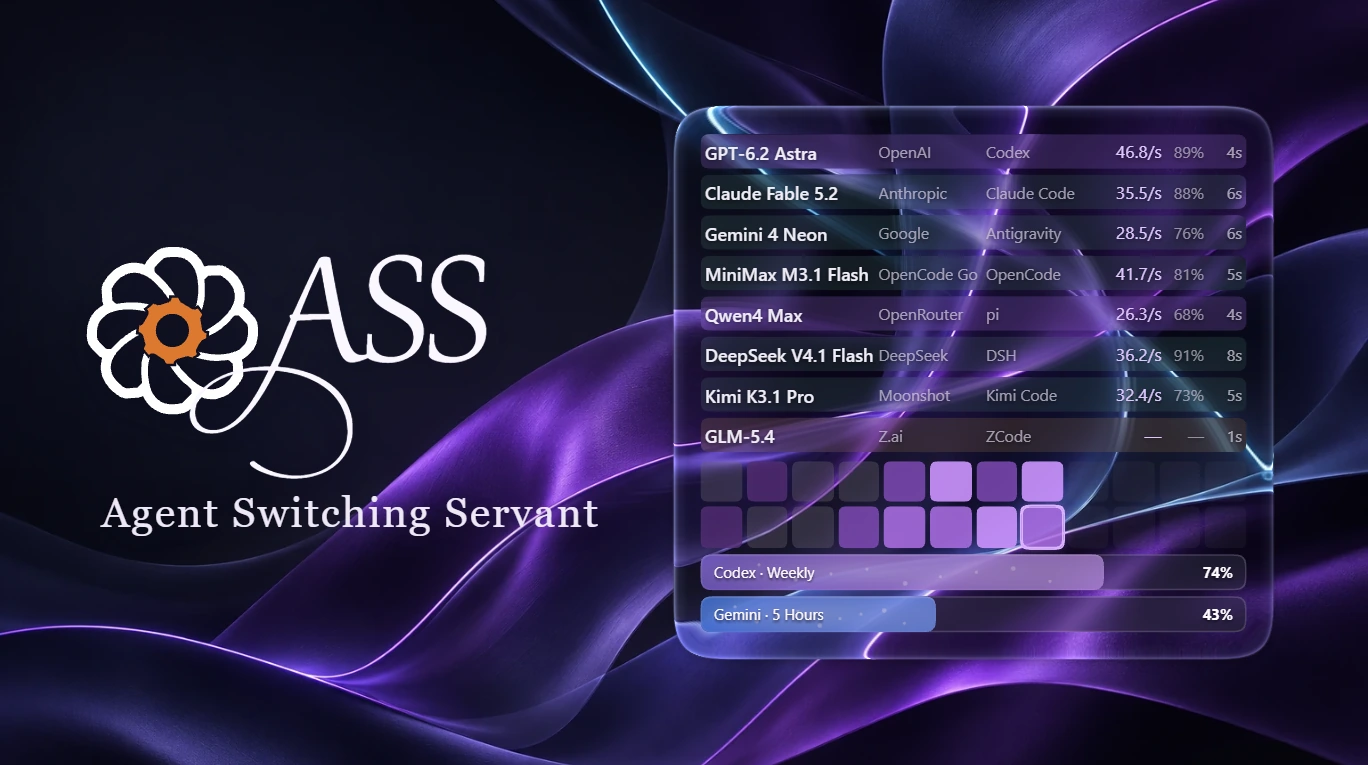 ASS
Agent Switching Servant
GPT-6.2 Astra OpenAI Codex 46.8/s 89% 4s
Claude Fable 5.2 Anthropic Claude Code 35.5/s 88% 6s
Gemini 4 Neon Google Antigravity 28.5/s 76% 6s
MiniMax M3.1 Flash OpenCode Go OpenCode 41.7/s 81% 5s
Qwen4 Max OpenRouter pi 26.3/s 68% 4s
DeepSeek V4.1 Flash DeepSeek DSH 36.2/s 91% 8s
Kimi K3.1 Pro Moonshot Kimi Code 32.4/s 73% 5s
GLM-5.4 Z.ai ZCode — — 1s
Codex · Weekly 74%
Gemini · 5 Hours 43%